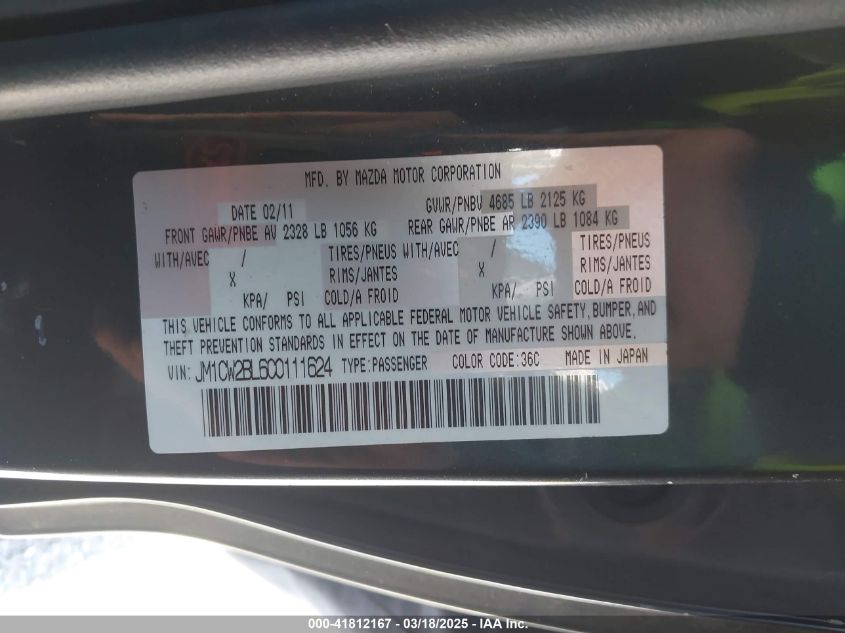 MFD. BY MAZDA MOTOR CORPORATION
DATE 02/11 GVWR/PNBV 4685 LB 2125 KG
FRONT GAWR/PNBE AV 2328 LB 1056 KG REAR GAWR/PNBE AR 2390 LB 1084 KG
WITH/AVEC / TIRES/PNEUS WITH/AVEC / TIRES/PNEUS
X RIMS/JANTES X RIMS/JANTES
KPA/ PSI COLD/A FROID KPA/ PSI COLD/A FROID
THIS VEHICLE CONFORMS TO ALL APPLICABLE FEDERAL MOTOR VEHICLE SAFETY, BUMPER, AND
THEFT PREVENTION STANDARDS IN EFFECT ON THE DATE OF MANUFACTURE SHOWN ABOVE.
VIN: JM1CW2BL6C0111624 TYPE:PASSENGER COLOR CODE:36C MADE IN JAPAN
000-41812167 - 03/18/2025 - IAA Inc.